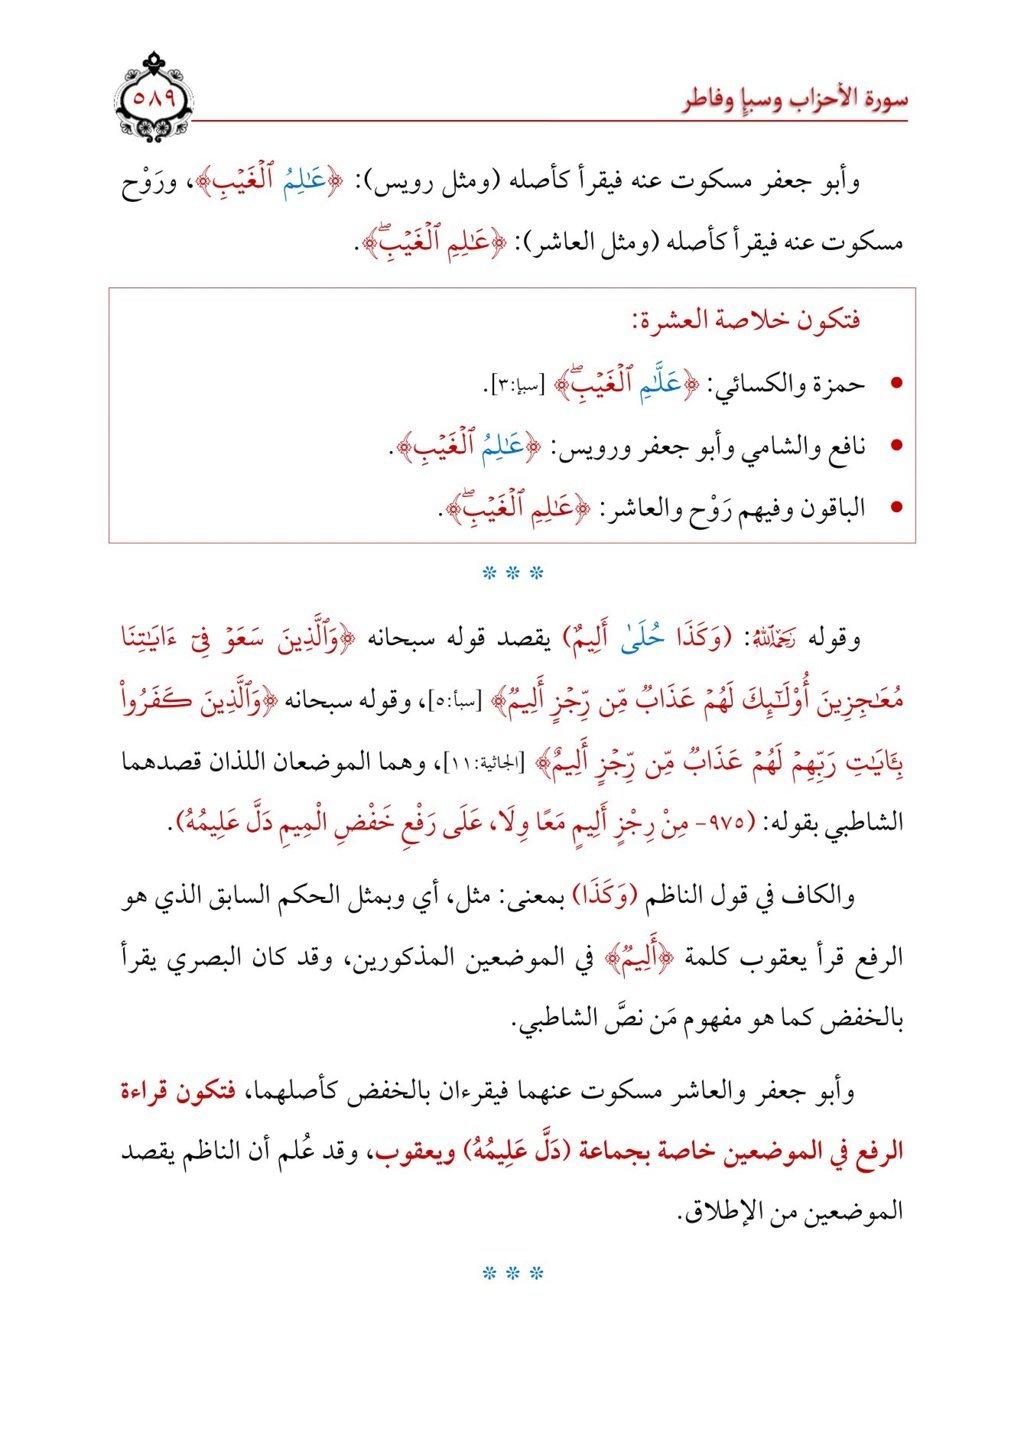 سورة الأحزاب وسبإٍ وفاطر
٥٨٩
وأبو جعفر مسكوت عنه فيقرأ كأصله (ومثل رويس): ﴿عَـٰلِمُ ٱلْغَيْبِ﴾، ورَوْح
مسكوت عنه فيقرأ كأصله (ومثل العاشر): ﴿عَـٰلِمِ ٱلْغَيْبِۖ﴾.
فتكون خلاصة العشرة:
• حمزة والكسائي: ﴿عَلَّـٰمِ ٱلْغَيْبِۖ﴾ [سبإ:٣].
• نافع والشامي وأبو جعفر ورويس: ﴿عَـٰلِمُ ٱلْغَيْبِ﴾.
• الباقون وفيهم رَوْح والعاشر: ﴿عَـٰلِمِ ٱلْغَيْبِۖ﴾.
* * *
وقوله رَحِمَهُ ٱللَّهُ: (وَكَذَا حُلَىٰ أَلِيمٌ) يقصد قوله سبحانه ﴿وَٱلَّذِينَ سَعَوْ فِىٓ ءَايَـٰتِنَا
مُعَـٰجِزِينَ أُوْلَـٰٓئِكَ لَهُمْ عَذَابٌ مِّن رِّجْزٍ أَلِيمٌ﴾ [سبأ:٥]، وقوله سبحانه ﴿وَٱلَّذِينَ كَفَرُواْ
بِـَٔايَـٰتِ رَبِّهِمْ لَهُمْ عَذَابٌ مِّن رِّجْزٍ أَلِيمٌ﴾ [الجاثية:١١]، وهما الموضعان اللذان قصدهما
الشاطبي بقوله: (٩٧٥- مِنْ رِجْزٍ أَلِيمٍ مَعًا وِلَا، عَلَى رَفْعِ خَفْضِ الْمِيمِ دَلَّ عَلِيمُهُ).
والكاف في قول الناظم (وَكَذَا) بمعنى: مثل، أي وبمثل الحكم السابق الذي هو
الرفع قرأ يعقوب كلمة ﴿أَلِيمٌ﴾ في الموضعين المذكورين، وقد كان البصري يقرأ
بالخفض كما هو مفهوم مَن نصَّ الشاطبي.
وأبو جعفر والعاشر مسكوت عنهما فيقرءان بالخفض كأصلهما، فتكون قراءة
الرفع في الموضعين خاصة بجماعة (دَلَّ عَلِيمُهُ) ويعقوب، وقد عُلم أن الناظم يقصد
الموضعين من الإطلاق.
* * *